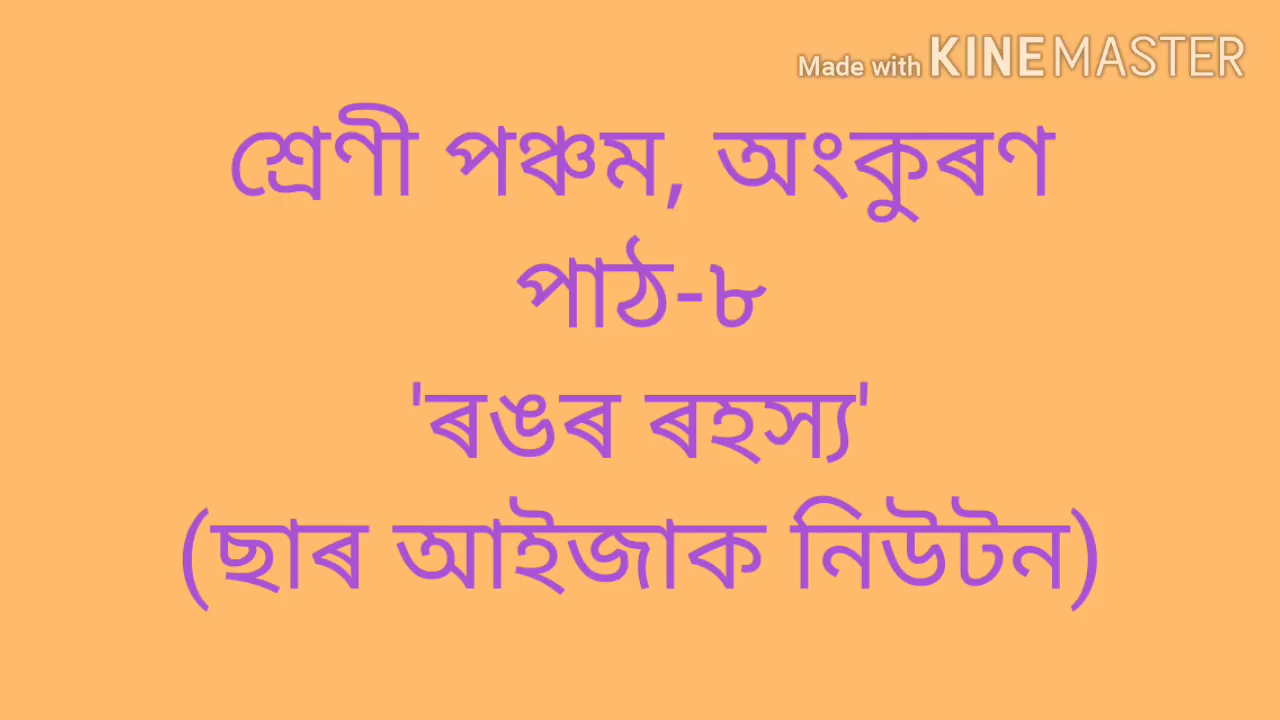 Made with KINEMASTER
শ্ৰেণী পঞ্চম, অংকুৰণ
পাঠ-৮
'ৰঙৰ ৰহস্য'
(ছাৰ আইজাক নিউটন)